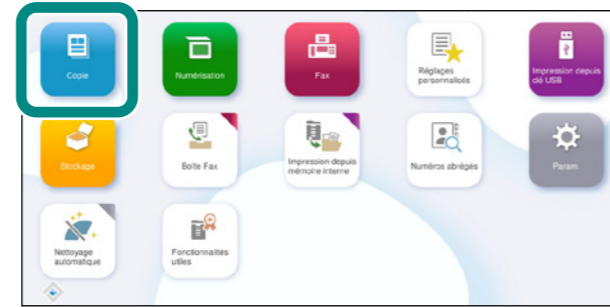 Copie
Numérisation
Fax
Réglages
personnalisés
Impression depuis
clé USB
Stockage
Boîte Fax
Impression depuis
mémoire interne
Numéros abrégés
Param.
Nettoyage
automatique
Fonctionnalités
utiles